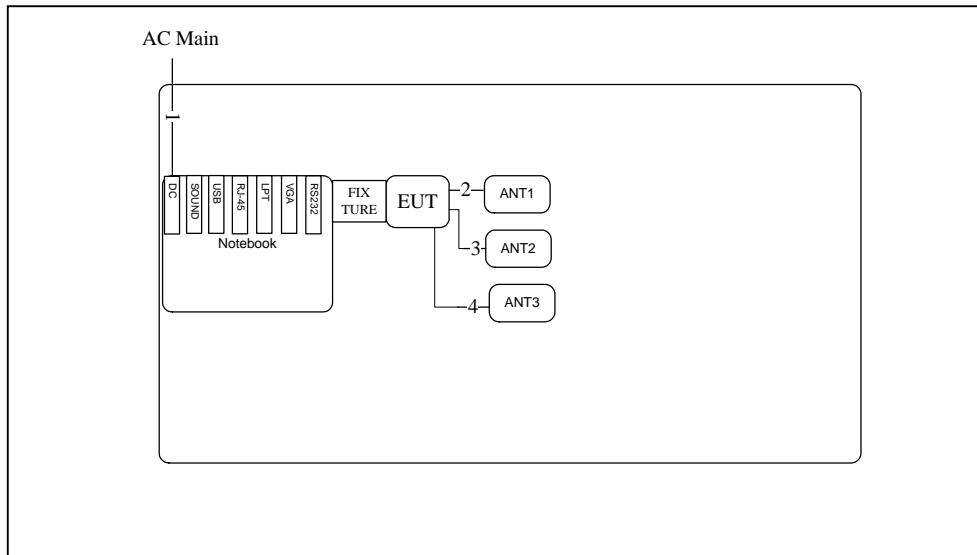 AC Main
1
DC
SOUND
USB
RJ-45
LPT
VGA
RS232
Notebook
FIX
TURE
EUT
2
ANT1
3
ANT2
4
ANT3